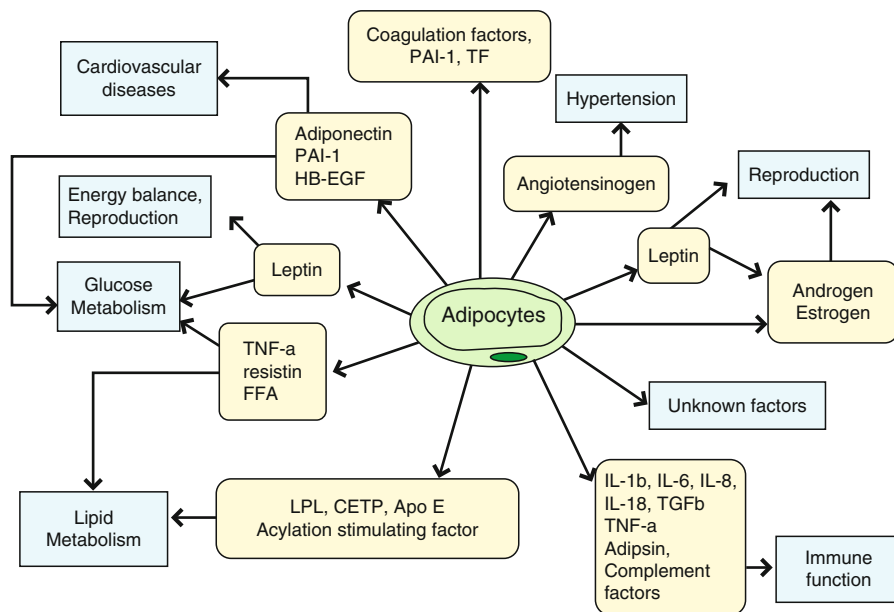 Coagulation factors,
PAI-1, TF
Cardiovascular
diseases
Hypertension
Adiponectin
PAI-1
HB-EGF
Angiotensinogen
Reproduction
Energy balance,
Reproduction
Leptin
Leptin
Glucose
Metabolism
Adipocytes
Androgen
Estrogen
TNF-a
resistin
FFA
Unknown factors
IL-1b, IL-6, IL-8,
IL-18, TGFb
TNF-a
Adipsin,
Complement
factors
LPL, CETP, Apo E
Acylation stimulating factor
Lipid
Metabolism
Immune
function